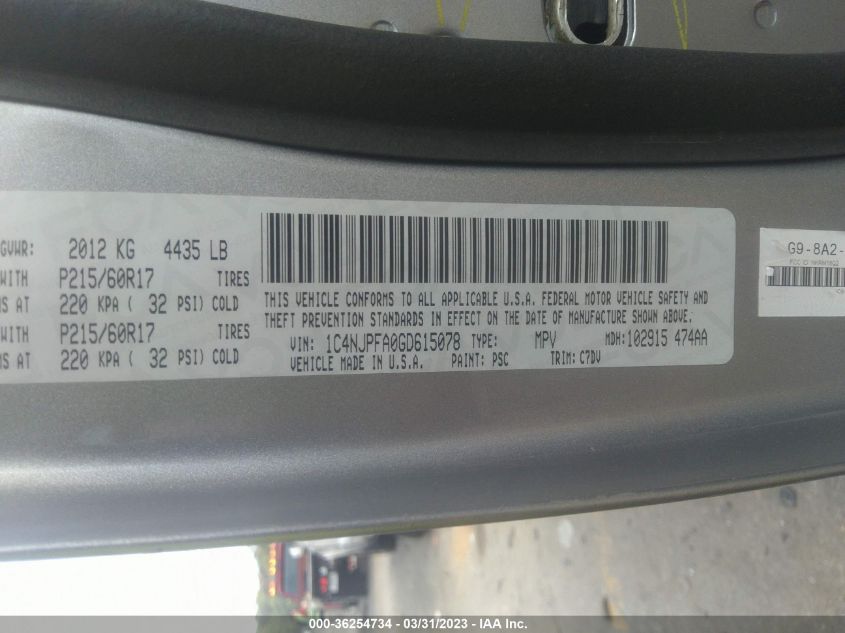 GVWR: 2012 KG 4435 LB
WITH P215/60R17 TIRES
MS AT 220 KPA ( 32 PSI) COLD
WITH P215/60R17 TIRES
MS AT 220 KPA ( 32 PSI) COLD
THIS VEHICLE CONFORMS TO ALL APPLICABLE U.S.A. FEDERAL MOTOR VEHICLE SAFETY AND
THEFT PREVENTION STANDARDS IN EFFECT ON THE DATE OF MANUFACTURE SHOWN ABOVE.
VIN: 1C4NJPFA0GD615078 TYPE: MPV MDH:102915 474AA
VEHICLE MADE IN U.S.A. PAINT: PSC TRIM: C7DV
G9-8A2-
000-36254734 - 03/31/2023 - IAA Inc.